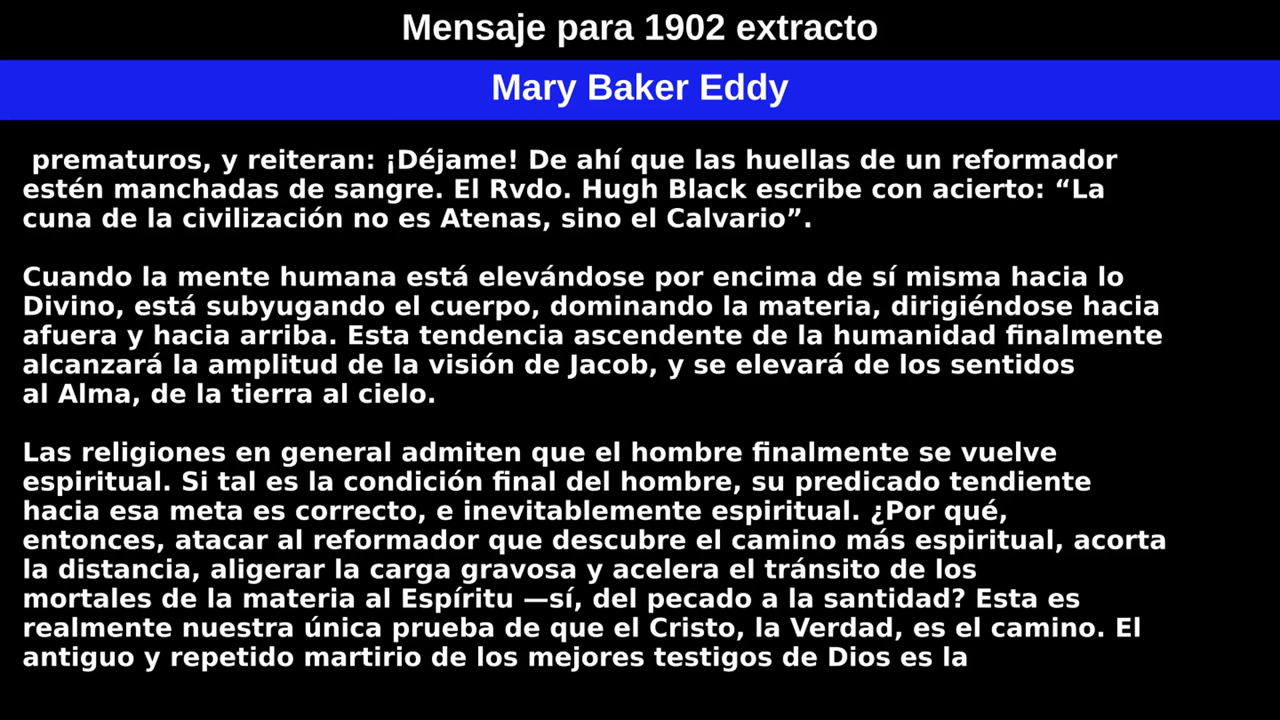 Mensaje para 1902 extracto
Mary Baker Eddy
prematuros, y reiteran: ¡Déjame! De ahí que las huellas de un reformador
estén manchadas de sangre. El Rvdo. Hugh Black escribe con acierto: “La
cuna de la civilización no es Atenas, sino el Calvario”.
Cuando la mente humana está elevándose por encima de sí misma hacia lo
Divino, está subyugando el cuerpo, dominando la materia, dirigiéndose hacia
afuera y hacia arriba. Esta tendencia ascendente de la humanidad finalmente
alcanzará la amplitud de la visión de Jacob, y se elevará de los sentidos
al Alma, de la tierra al cielo.
Las religiones en general admiten que el hombre finalmente se vuelve
espiritual. Si tal es la condición final del hombre, su predicado tendiente
hacia esa meta es correcto, e inevitablemente espiritual. ¿Por qué,
entonces, atacar al reformador que descubre el camino más espiritual, acorta
la distancia, aligerar la carga gravosa y acelera el tránsito de los
mortales de la materia al Espíritu —sí, del pecado a la santidad? Esta es
realmente nuestra única prueba de que el Cristo, la Verdad, es el camino. El
antiguo y repetido martirio de los mejores testigos de Dios es la